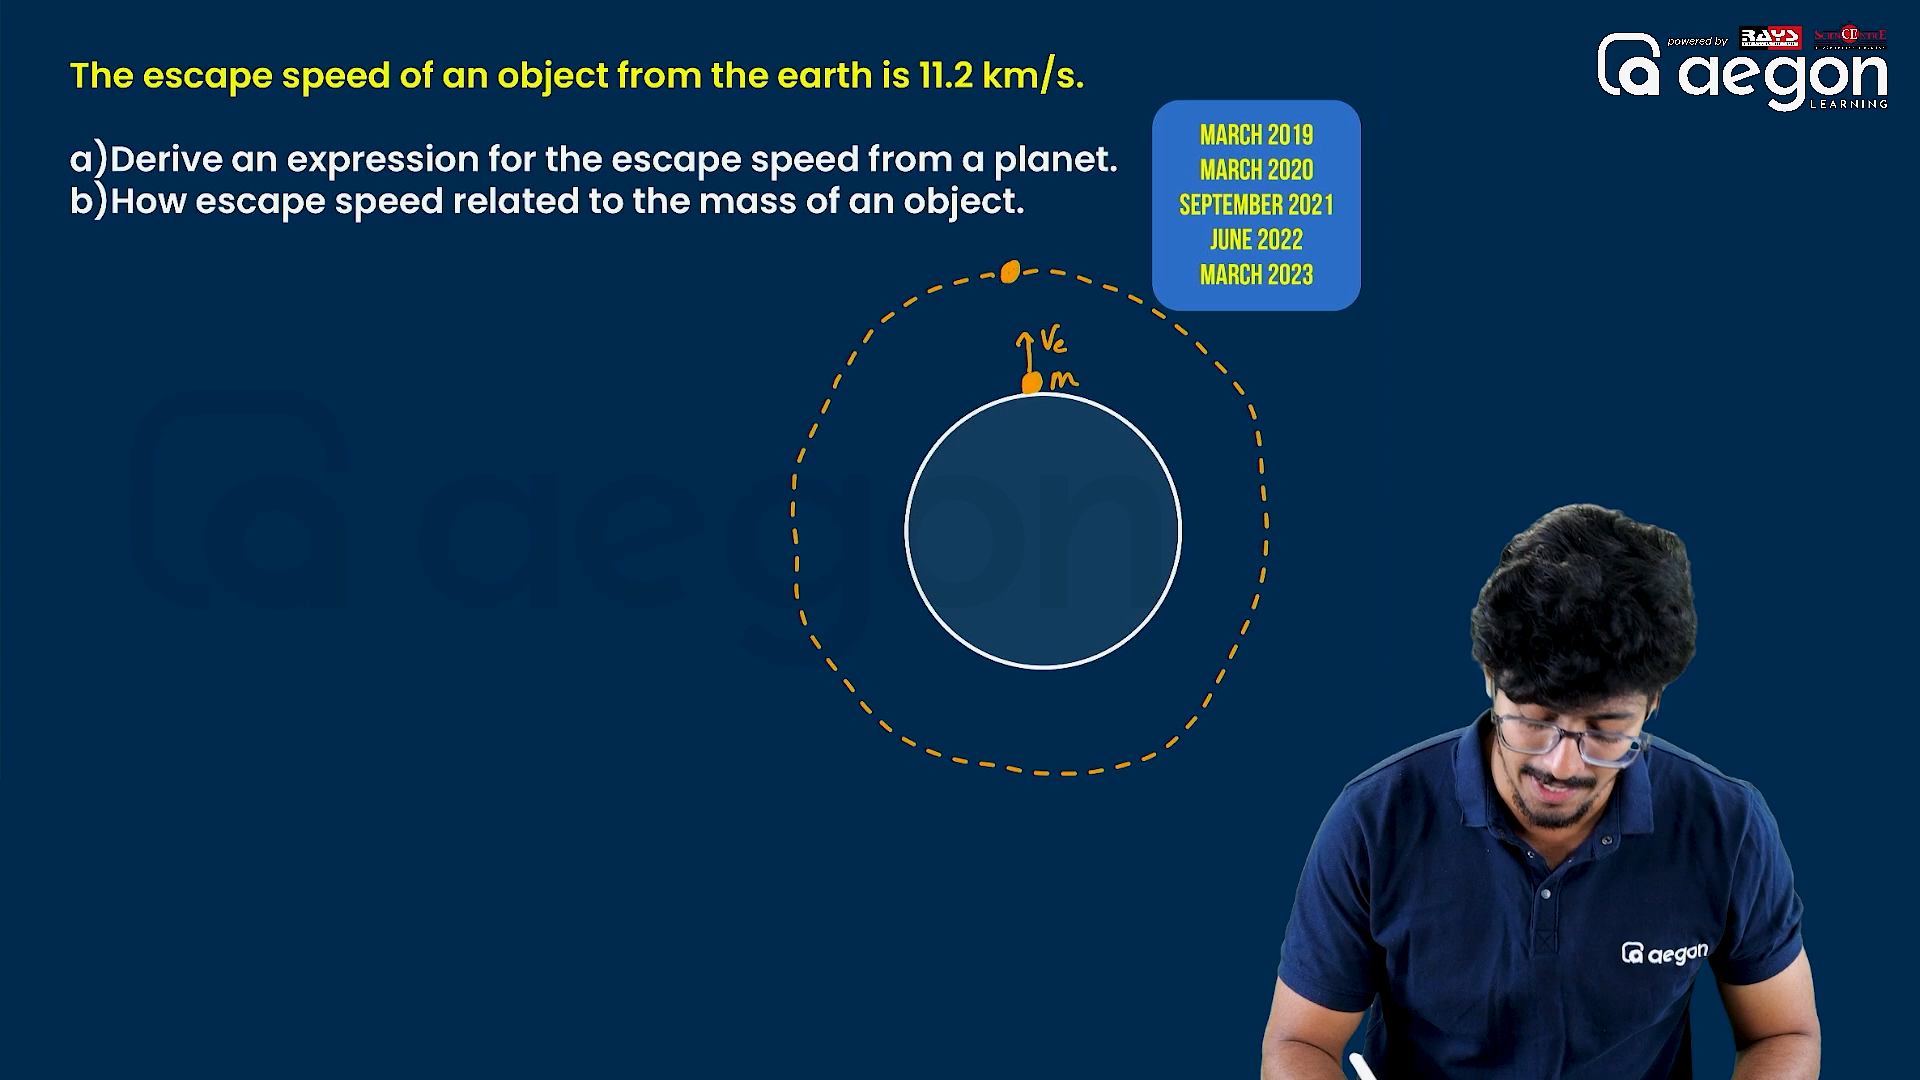 The escape speed of an object from the earth is 11.2 km/s.
a)Derive an expression for the escape speed from a planet.
b)How escape speed related to the mass of an object.
MARCH 2019
MARCH 2020
SEPTEMBER 2021
JUNE 2022
MARCH 2023
powered by RAYS
aegon
LEARNING
Ve
m
aegon
aegon